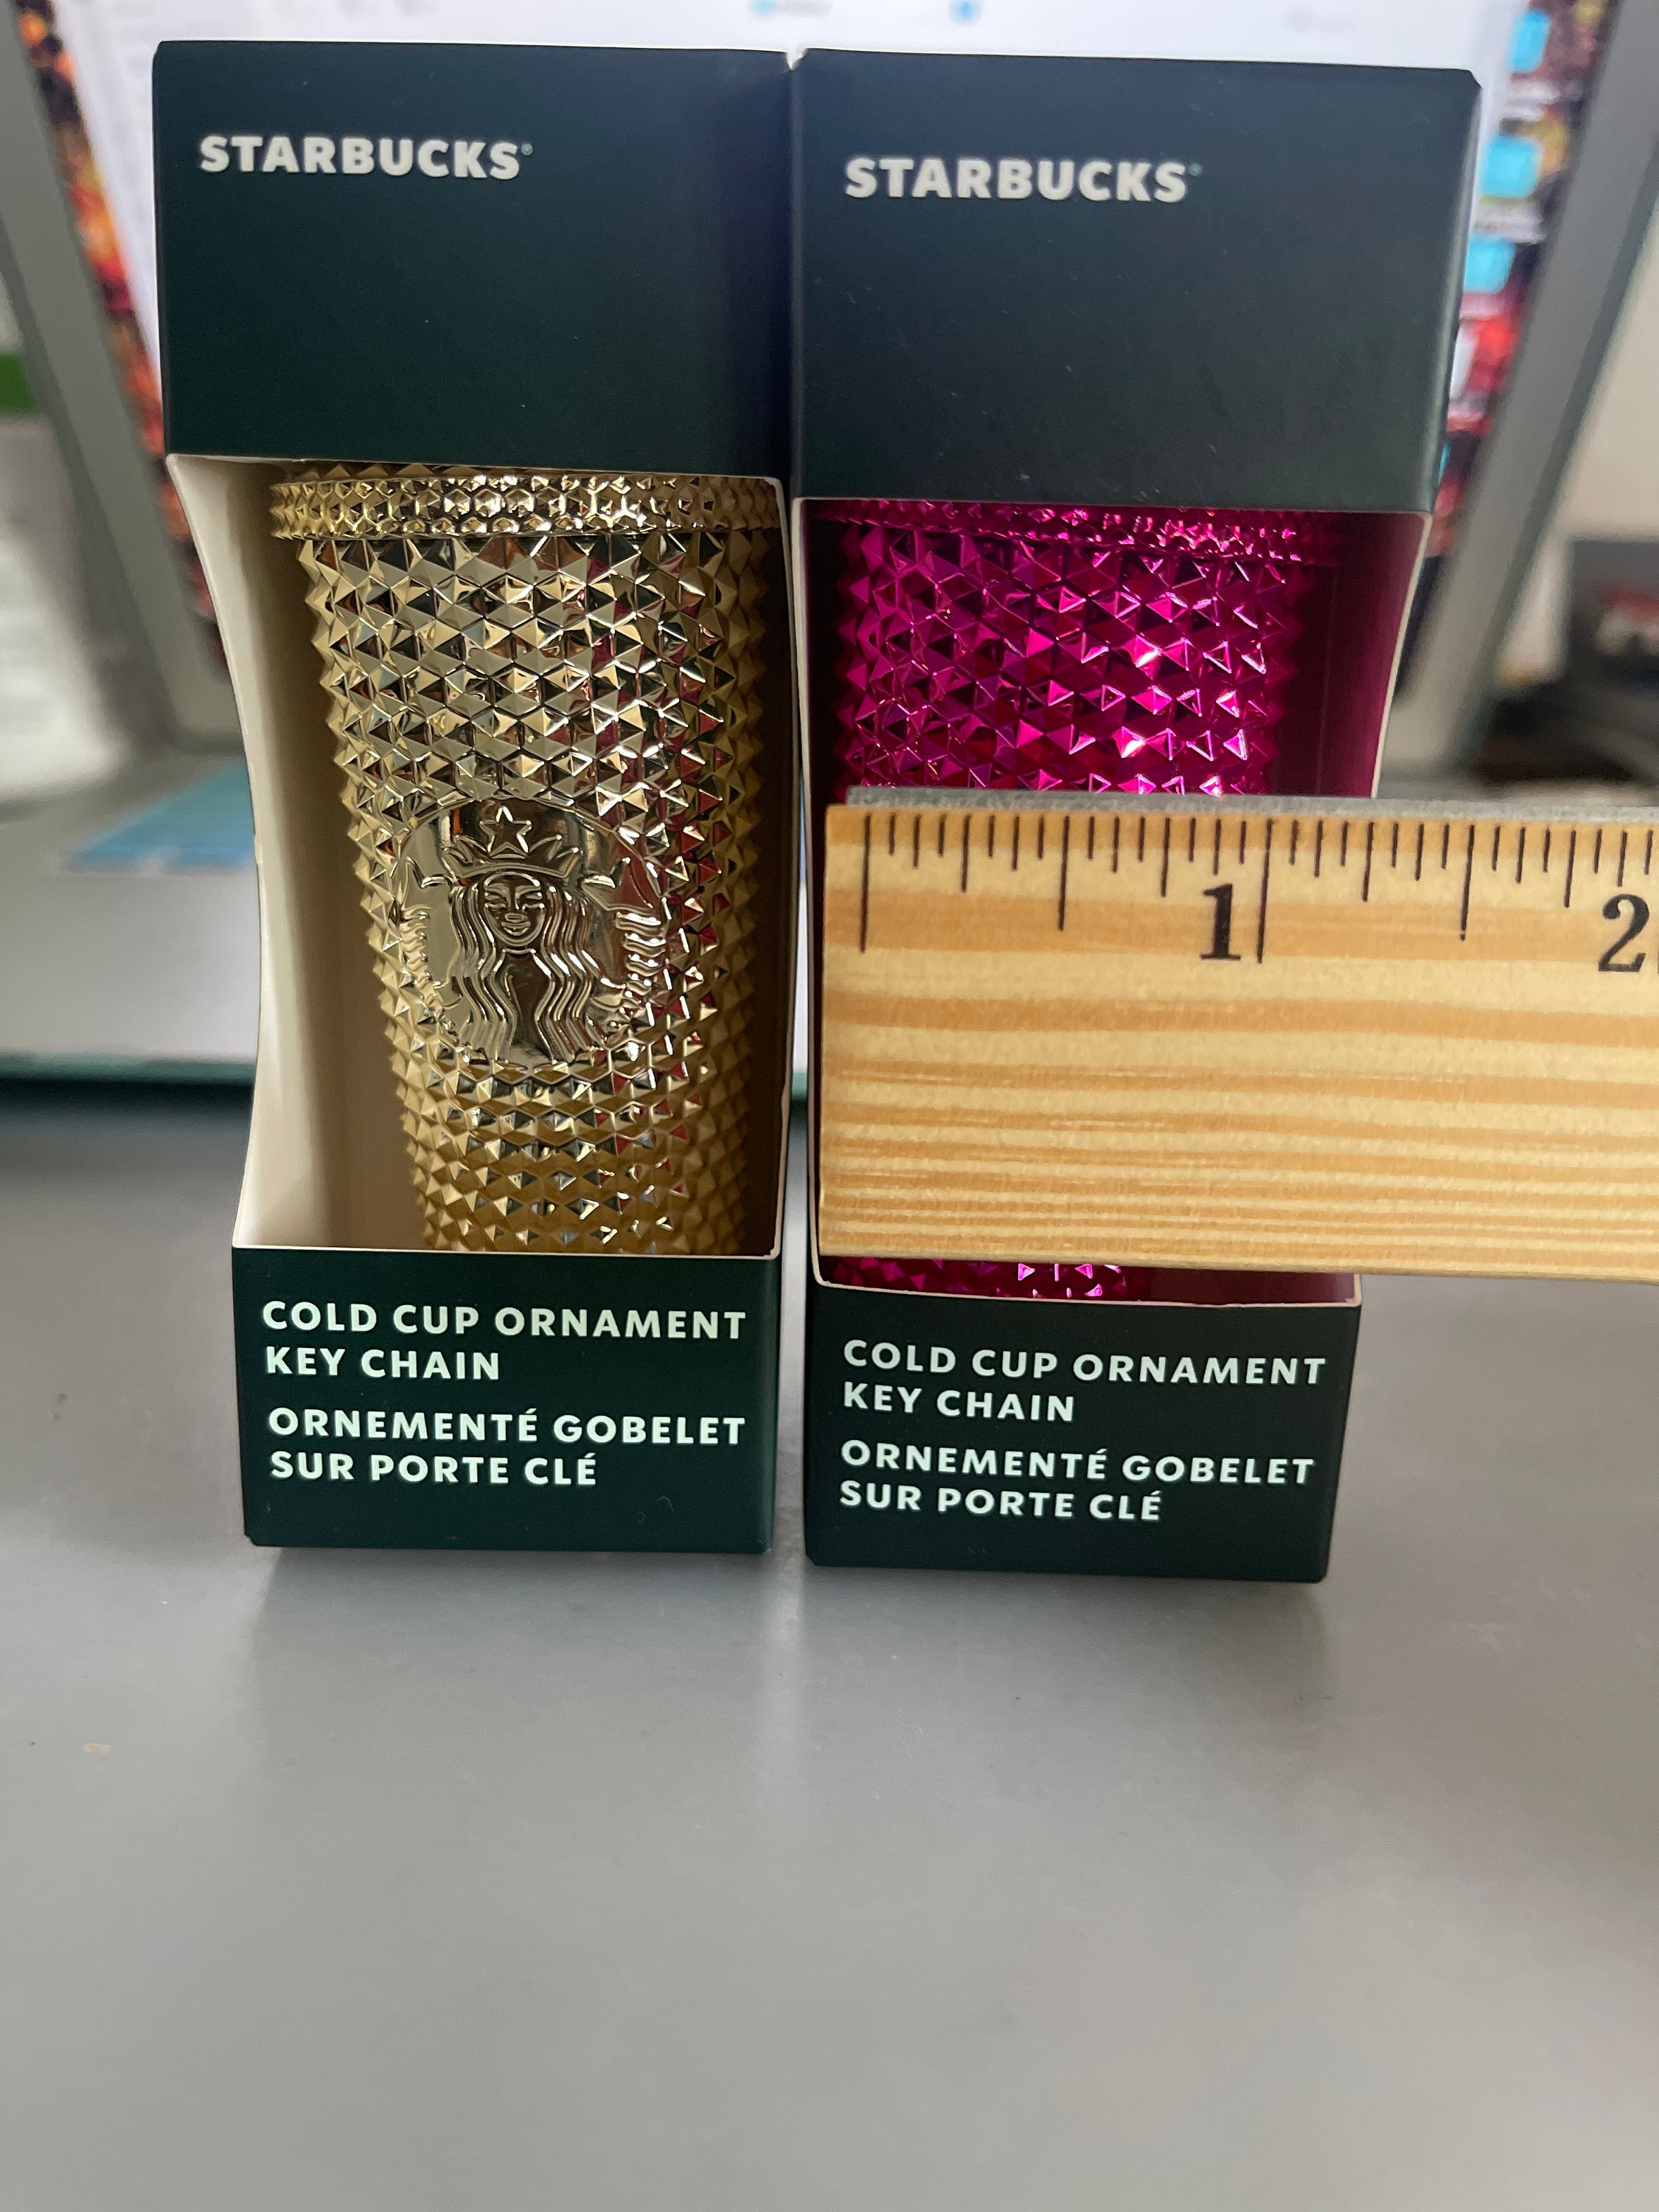 STARBUCKS®
COLD CUP ORNAMENT
KEY CHAIN
ORNEMENTÉ GOBELET
SUR PORTE CLÉ
STARBUCKS®
COLD CUP ORNAMENT
KEY CHAIN
ORNEMENTÉ GOBELET
SUR PORTE CLÉ
1 2